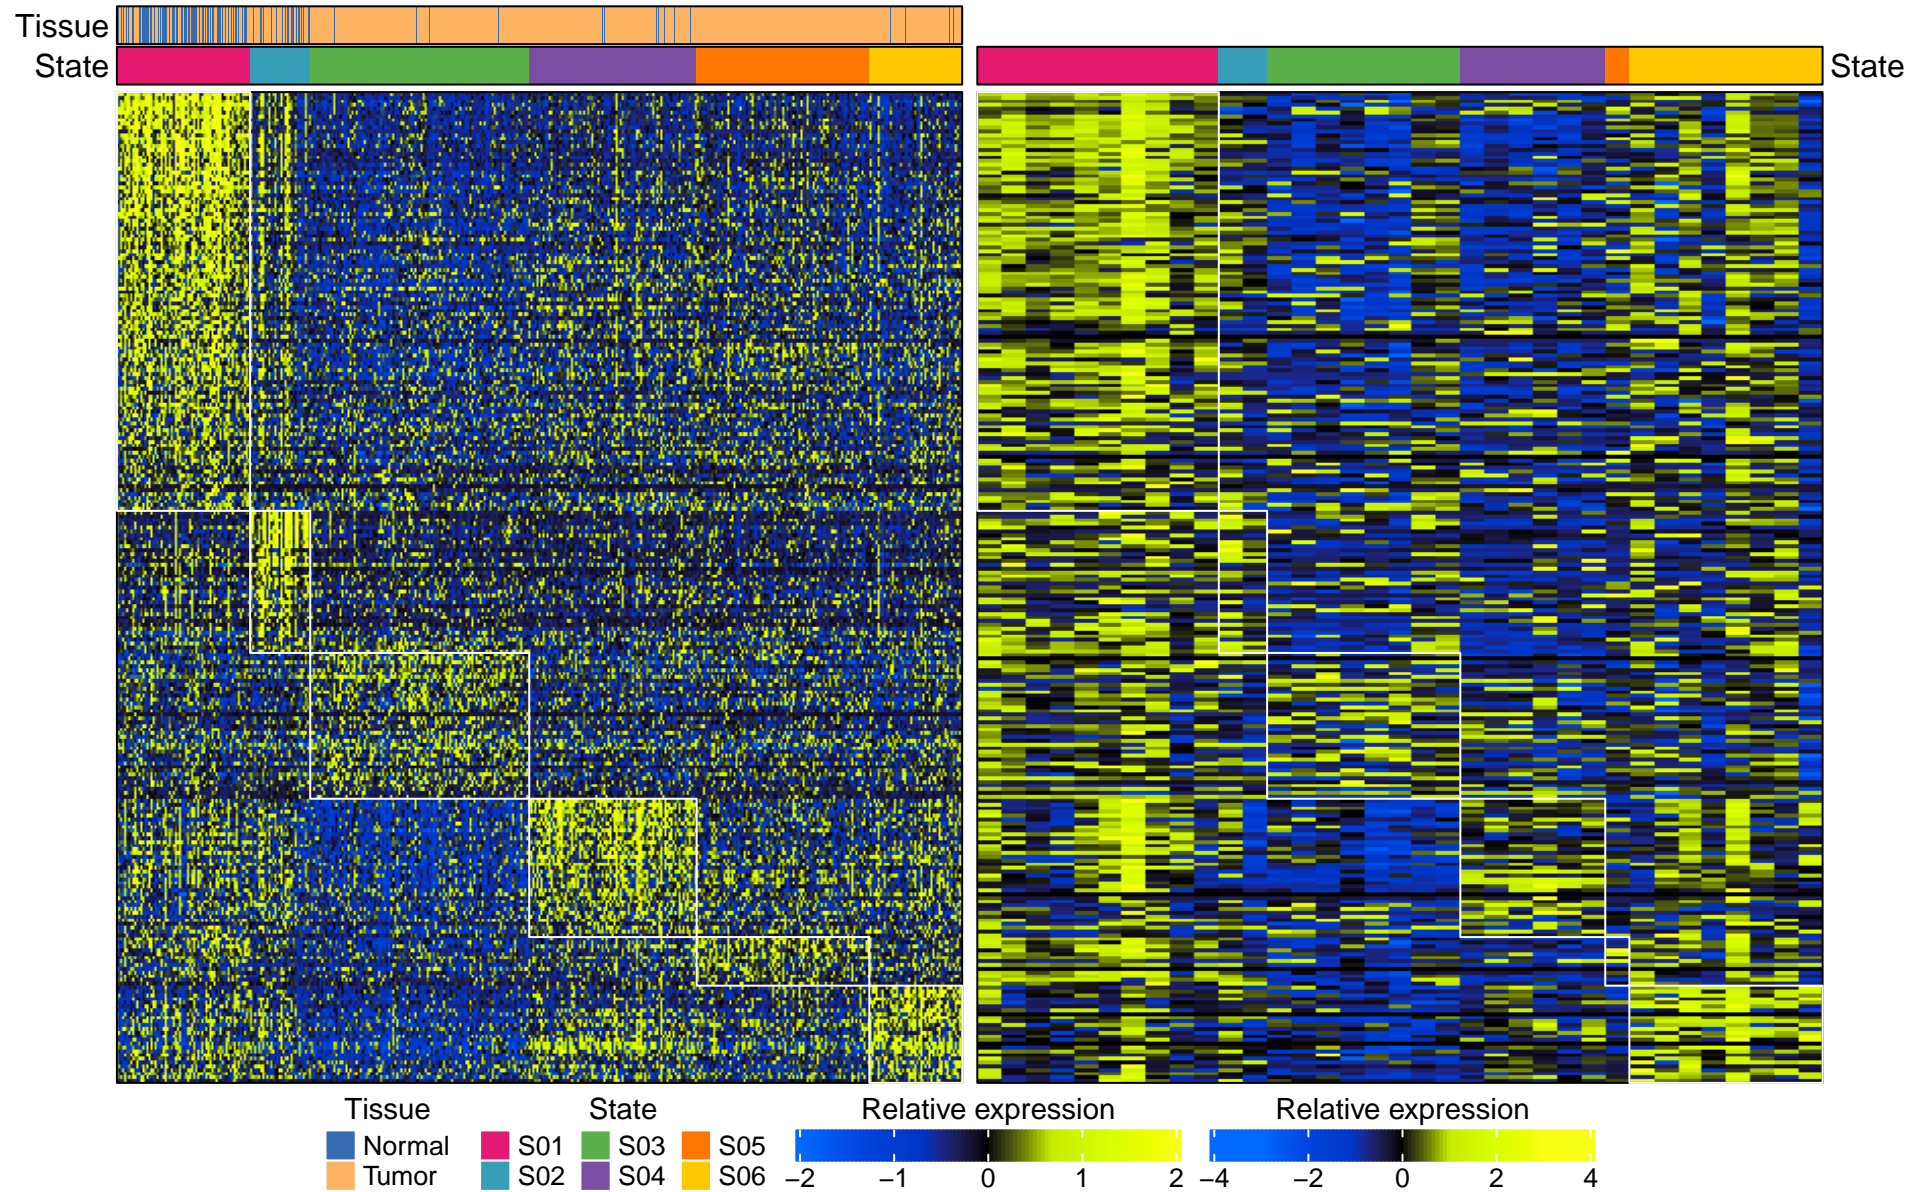 Tissue
State
State
Tissue
Normal
Tumor
State
S01 S03 S05
S02 S04 S06
Relative expression
−2 −1 0 1 2
Relative expression
−4 −2 0 2 4